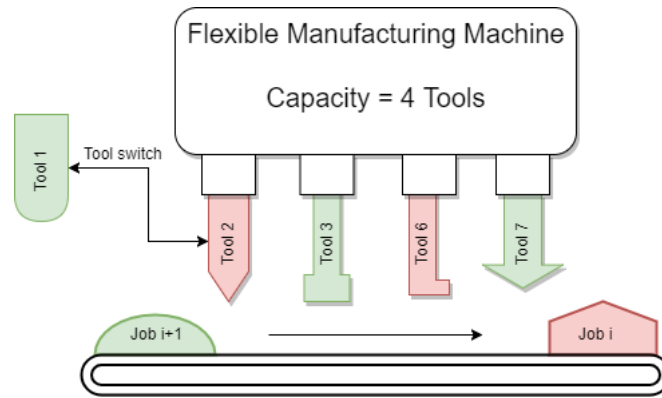 Flexible Manufacturing Machine
Capacity = 4 Tools
Tool 1
Tool switch
Tool 2
Tool 3
Tool 6
Tool 7
Job i+1
Job i